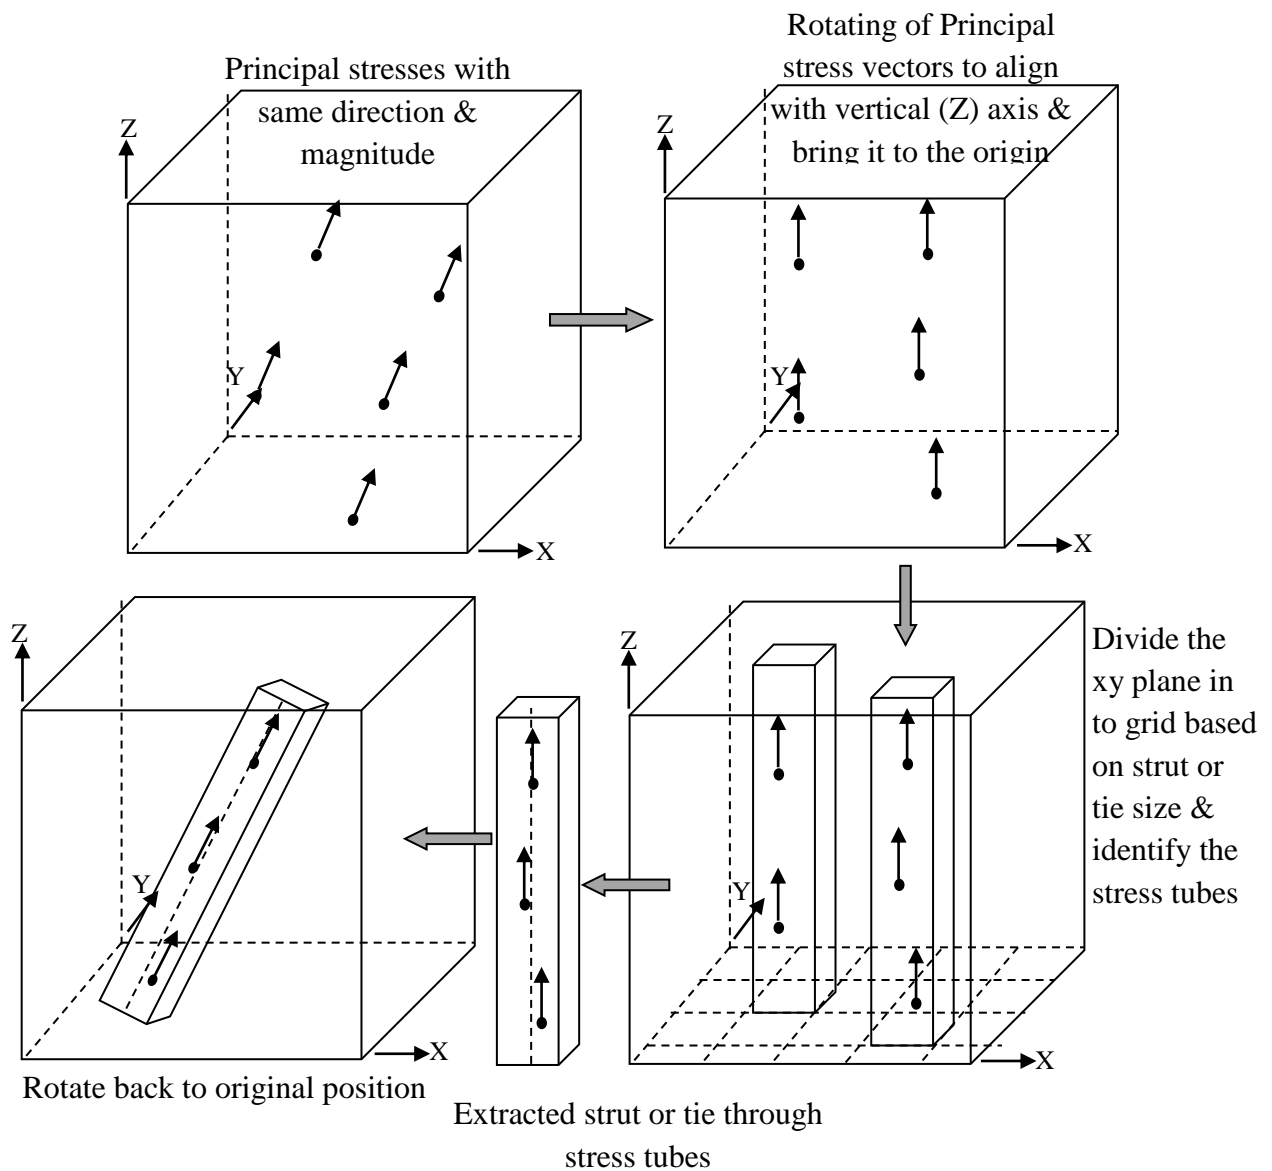 Principal stresses with
same direction &
magnitude
Z
Y
X
Rotating of Principal
stress vectors to align
with vertical (Z) axis &
bring it to the origin
Z
Y
X
Z
Y
X
Divide the
xy plane in
to grid based
on strut or
tie size &
identify the
stress tubes
Extracted strut or tie through
stress tubes
Z
Y
X
Rotate back to original position